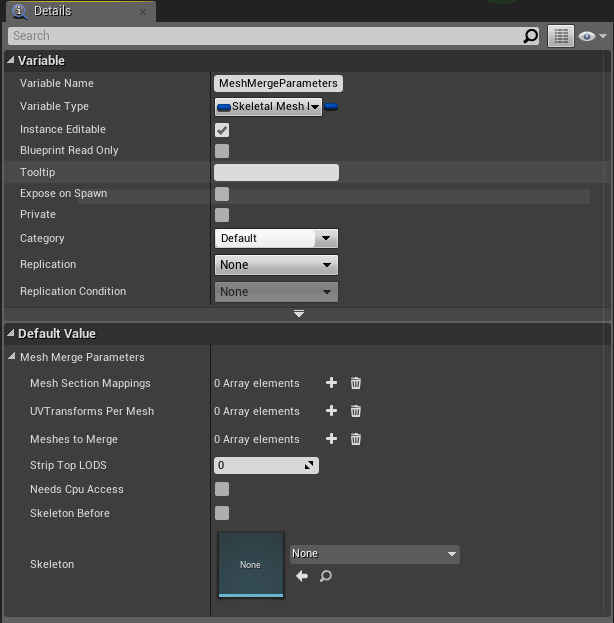 Details
Search
Variable
Variable Name MeshMergeParameters
Variable Type Skeletal Mesh
Instance Editable
Blueprint Read Only
Tooltip
Expose on Spawn
Private
Category Default
Replication None
Replication Condition None
Default Value
Mesh Merge Parameters
Mesh Section Mappings 0 Array elements
UVTransforms Per Mesh 0 Array elements
Meshes to Merge 0 Array elements
Strip Top LODS 0
Needs Cpu Access
Skeleton Before
Skeleton None None